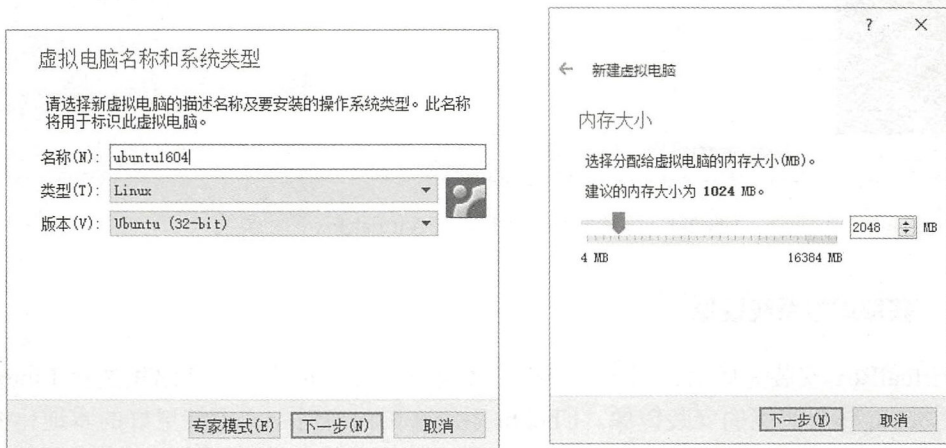 虚拟电脑名称和系统类型
请选择新虚拟电脑的描述名称及要安装的操作系统类型。此名称
将用于标识此虚拟电脑。
名称(N): ubuntu1604
类型(T): Linux
版本(V): Ubuntu (32-bit)
专家模式(E) 下一步(N) 取消
? ×
← 新建虚拟电脑
内存大小
选择分配给虚拟电脑的内存大小(MB)。
建议的内存大小为 1024 MB。
2048 MB
4 MB 16384 MB
下一步(N) 取消